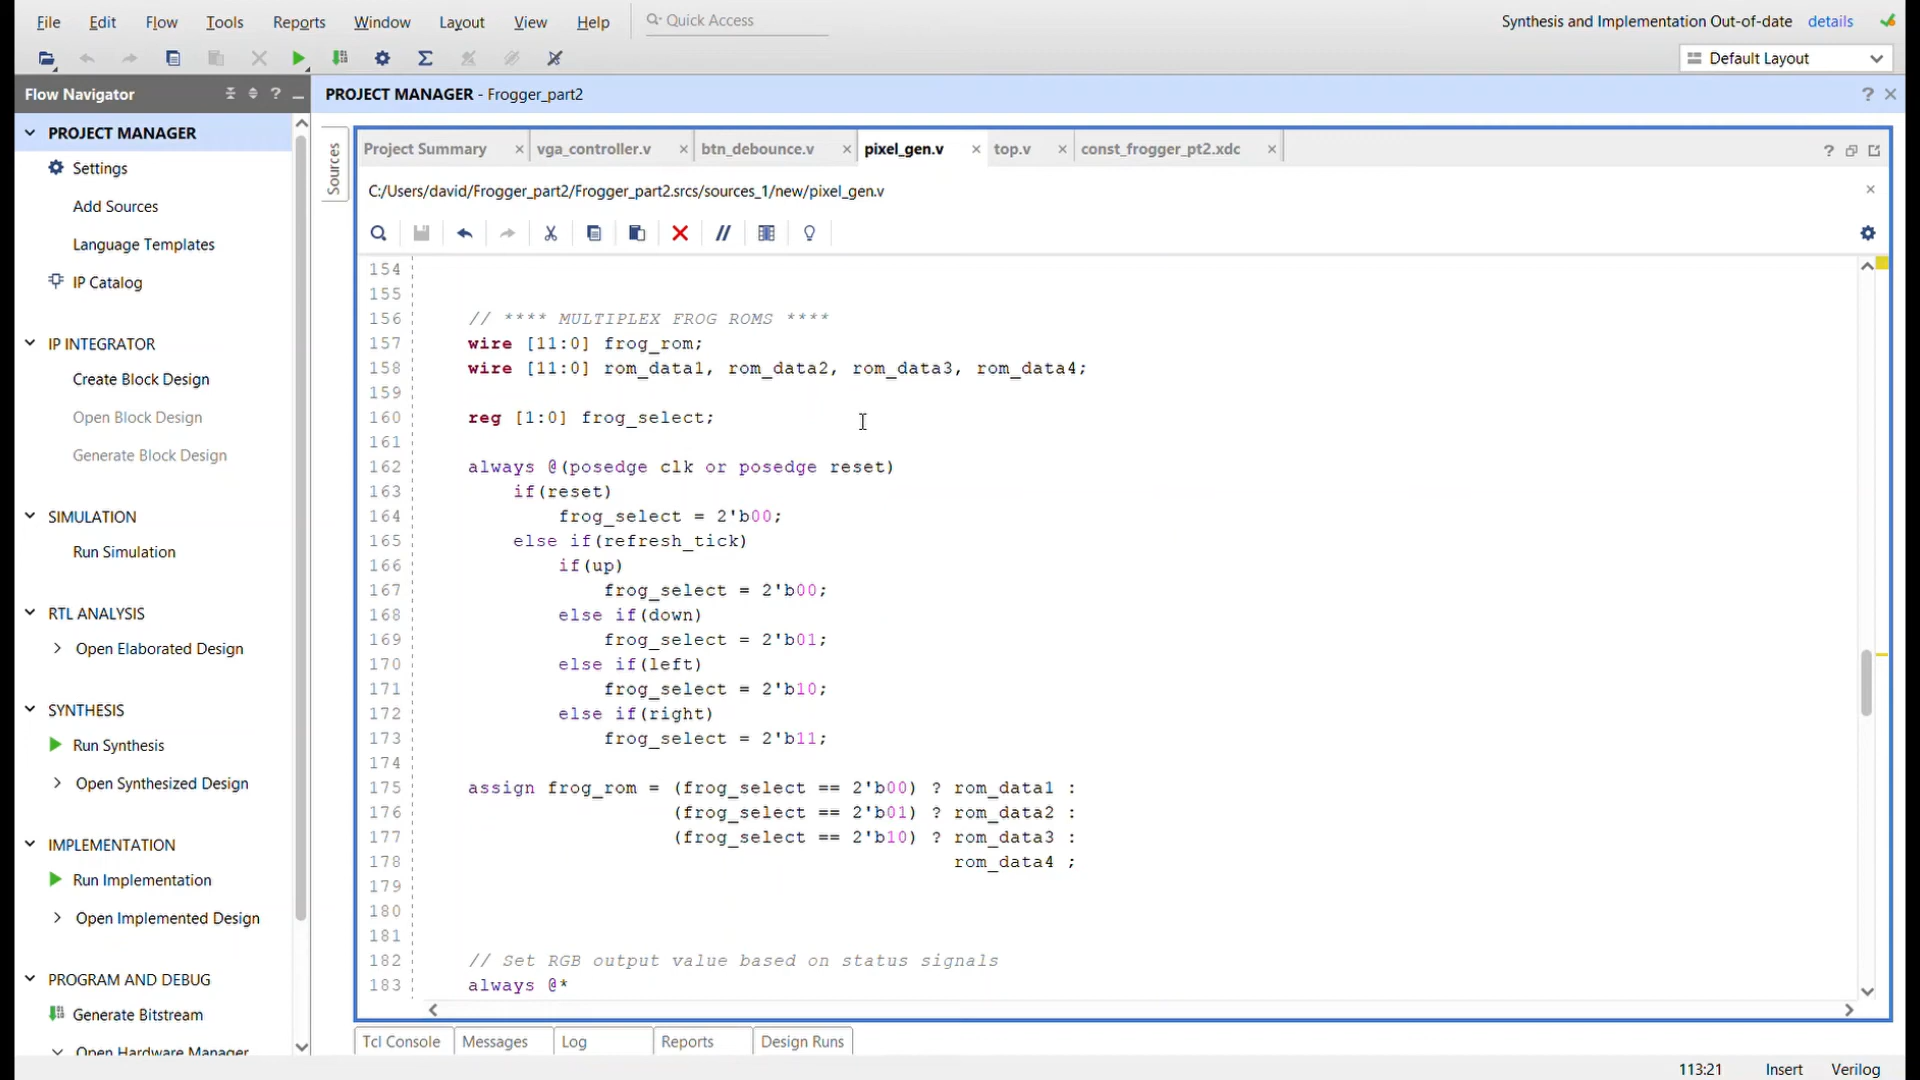 File Edit Flow Tools Reports Window Layout View Help Quick Access Synthesis and Implementation Out-of-date details
Default Layout
Flow Navigator ? _
PROJECT MANAGER - Frogger_part2 ?
PROJECT MANAGER
Settings
Add Sources
Language Templates
IP Catalog
IP INTEGRATOR
Create Block Design
Open Block Design
Generate Block Design
SIMULATION
Run Simulation
RTL ANALYSIS
Open Elaborated Design
SYNTHESIS
Run Synthesis
Open Synthesized Design
IMPLEMENTATION
Run Implementation
Open Implemented Design
PROGRAM AND DEBUG
Generate Bitstream
Open Hardware Manager
Sources
Project Summary vga_controller.v btn_debounce.v pixel_gen.v top.v const_frogger_pt2.xdc ?
C:/Users/david/Frogger_part2/Frogger_part2.srcs/sources_1/new/pixel_gen.v
//
154
155
156 // **** MULTIPLEX FROG ROMS ****
157 wire [11:0] frog_rom;
158 wire [11:0] rom_data1, rom_data2, rom_data3, rom_data4;
159
160 reg [1:0] frog_select;
161
162 always @(posedge clk or posedge reset)
163 if(reset)
164 frog_select = 2'b00;
165 else if(refresh_tick)
166 if(up)
167 frog_select = 2'b00;
168 else if(down)
169 frog_select = 2'b01;
170 else if(left)
171 frog_select = 2'b10;
172 else if(right)
173 frog_select = 2'b11;
174
175 assign frog_rom = (frog_select == 2'b00) ? rom_data1 :
176 (frog_select == 2'b01) ? rom_data2 :
177 (frog_select == 2'b10) ? rom_data3 :
178 rom_data4 ;
179
180
181
182 // Set RGB output value based on status signals
183 always @*
Tcl Console Messages Log Reports Design Runs
113:21 Insert Verilog